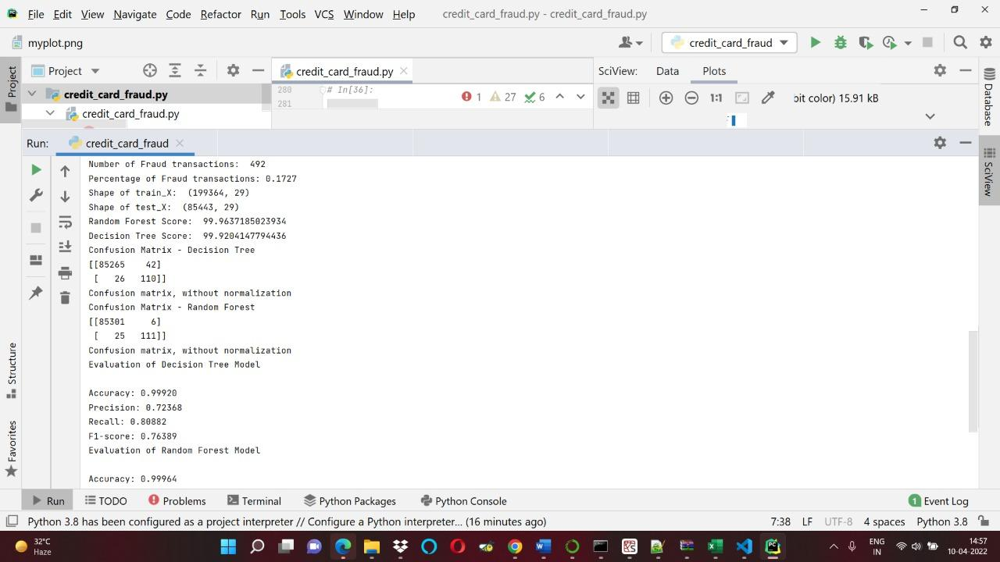 File Edit View Navigate Code Refactor Run Tools VCS Window Help credit_card_fraud.py - credit_card_fraud.py
myplot.png credit_card_fraud
Project credit_card_fraud.py SciView: Data Plots
credit_card_fraud.py 280 # In[36]: 1 27 6 1:1 bit color) 15.91 kB
281
credit_card_fraud.py
Run: credit_card_fraud
Number of Fraud transactions:  492
Percentage of Fraud transactions: 0.1727
Shape of train_X:  (199364, 29)
Shape of test_X:  (85443, 29)
Random Forest Score:  99.9637185023934
Decision Tree Score:  99.9204147794436
Confusion Matrix - Decision Tree
[[85265    42]
[   26   110]]
Confusion matrix, without normalization
Confusion Matrix - Random Forest
[[85301     6]
[   25   111]]
Confusion matrix, without normalization
Evaluation of Decision Tree Model
Accuracy: 0.99920
Precision: 0.72368
Recall: 0.80882
F1-score: 0.76389
Evaluation of Random Forest Model
Accuracy: 0.99964
Project
Structure
Favorites
Database
SciView
Run TODO Problems Terminal Python Packages Python Console 1 Event Log
Python 3.8 has been configured as a project interpreter // Configure a Python interpreter... (16 minutes ago) 7:38 LF UTF-8 4 spaces Python 3.8
32°C
Haze
ENG
IN
14:57
10-04-2022